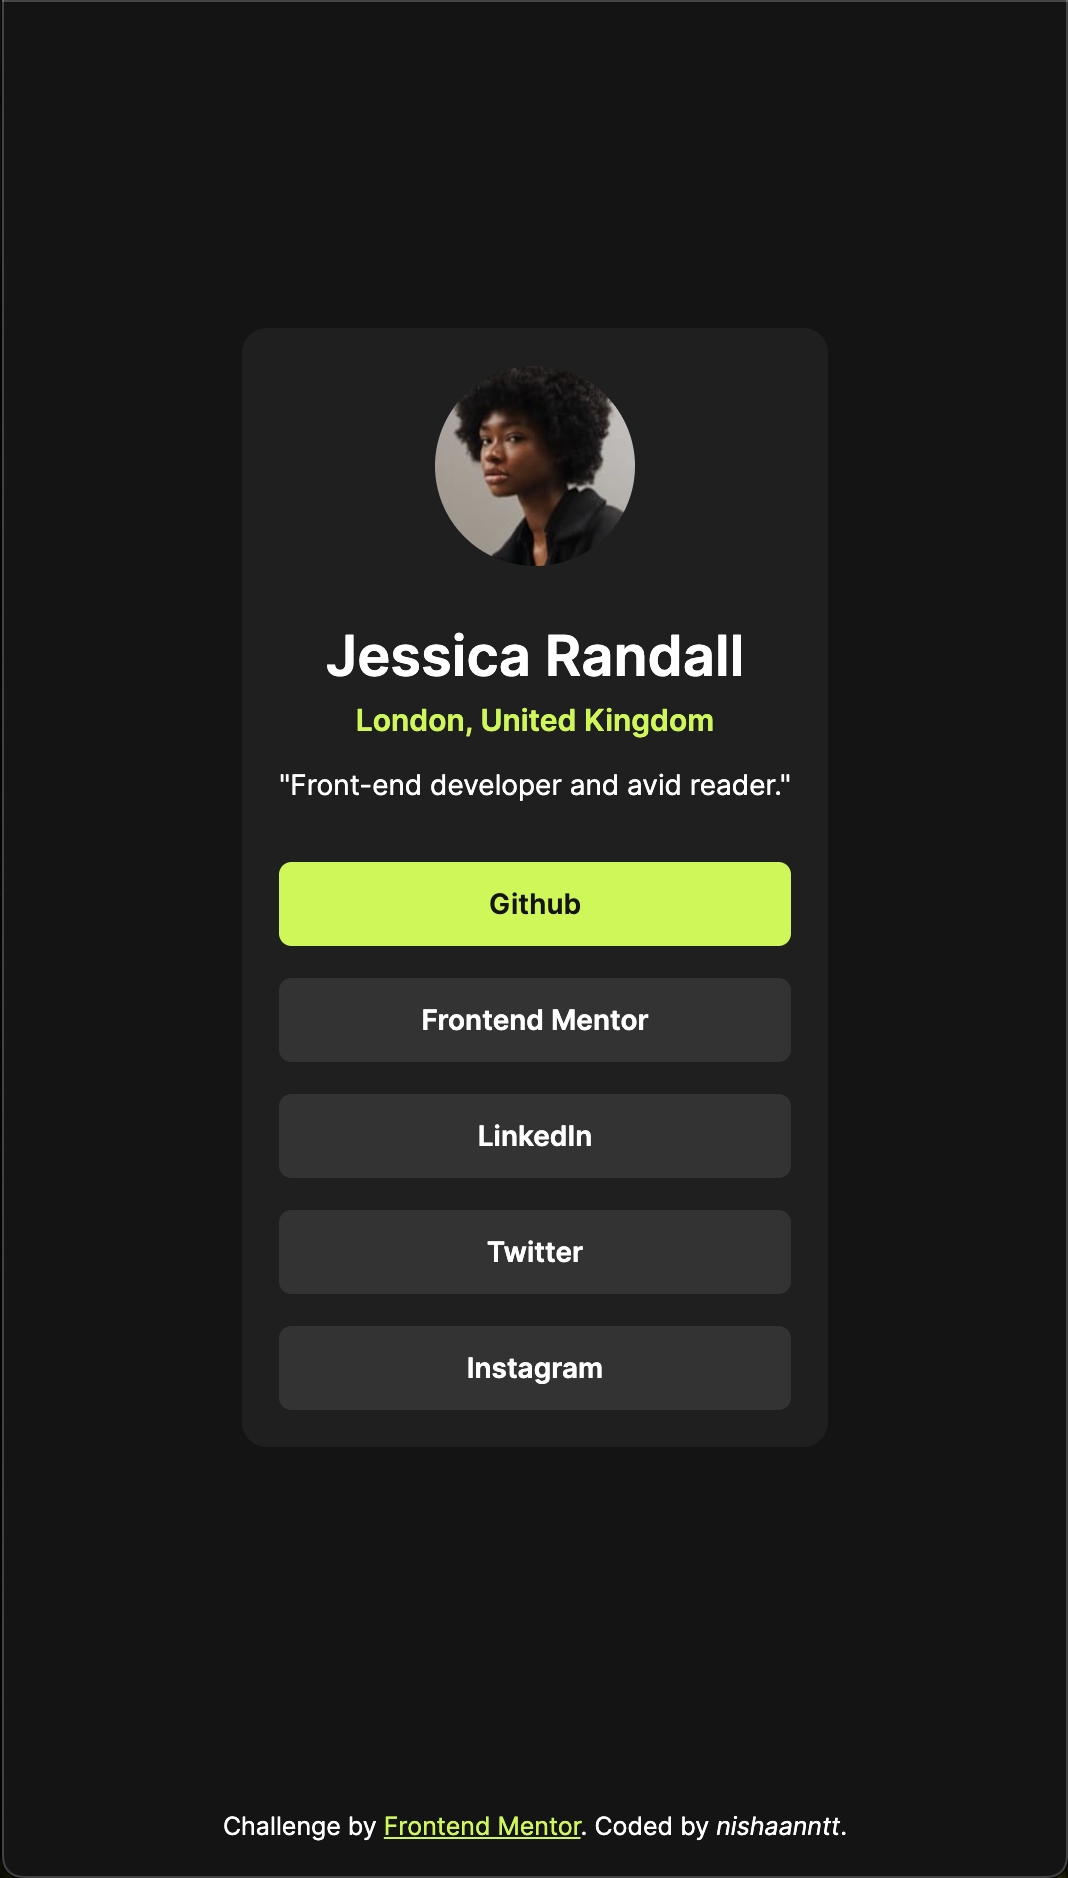 Jessica Randall
London, United Kingdom
"Front-end developer and avid reader."
Github
Frontend Mentor
LinkedIn
Twitter
Instagram
Challenge by Frontend Mentor. Coded by nishaanntt.